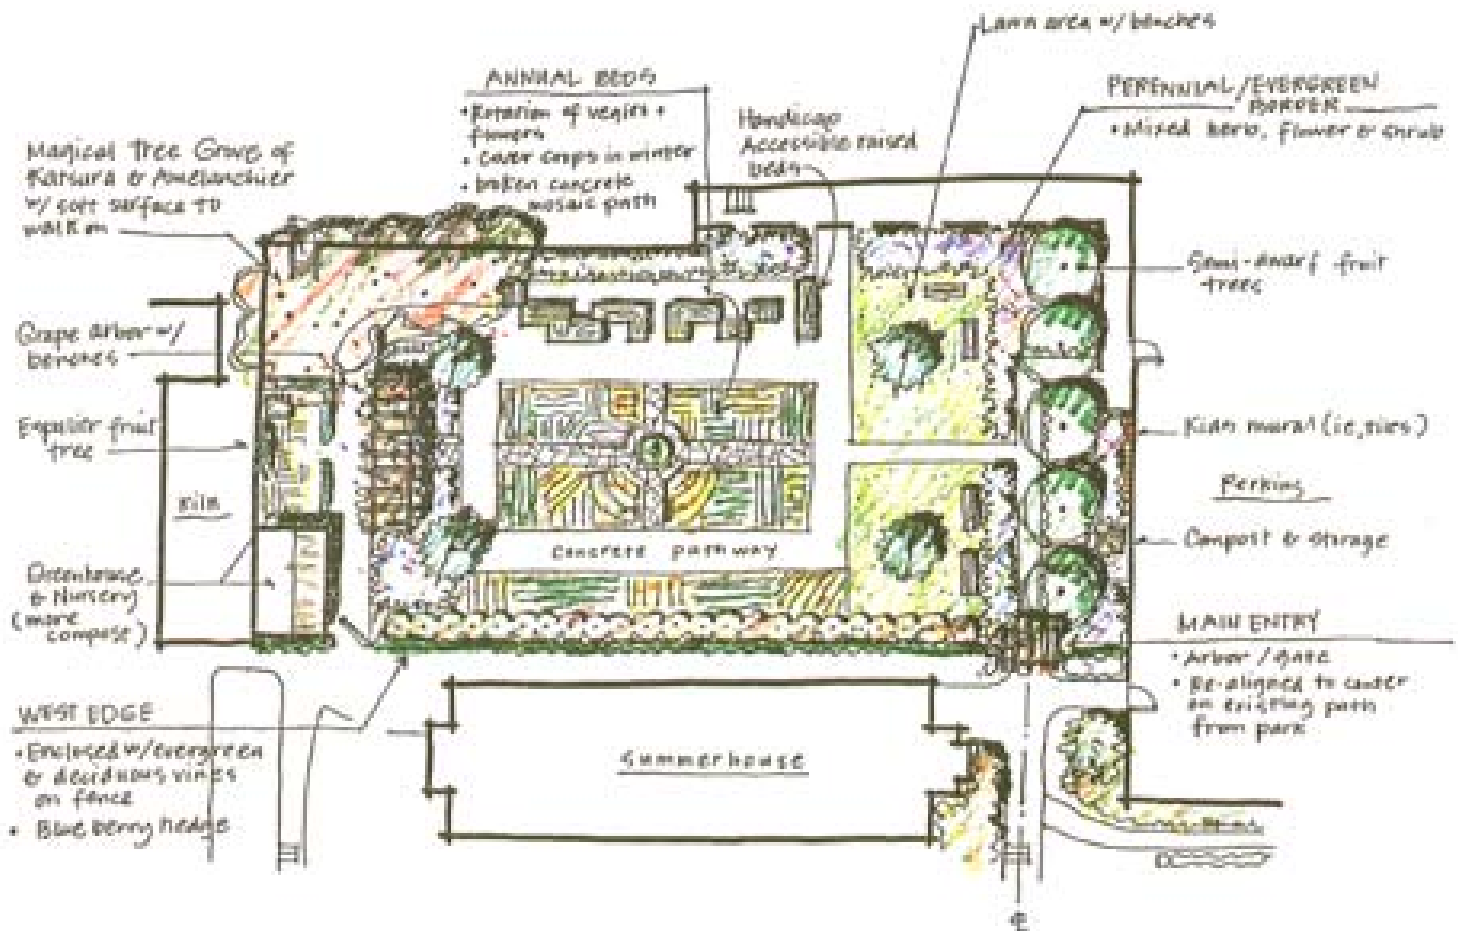 Lawn area w/ benches
ANNUAL BEDS
• Rotation of vegies +
flowers
• Cover crops in winter
• broken concrete
mosaic path
Handicap
Accessible raised
beds
PERENNIAL/EVERGREEN
BORDER
• Mixed herb, flower & shrub
Magical Tree Grove of
Katsura & Amelanchier
w/ soft surface to
walk on
Semi-dwarf fruit
trees
Grape arbor w/
benches
Espalier fruit
tree
Kiln
Kids mural (ie, tiles)
Parking
Concrete pathway
Compost & storage
Greenhouse
& Nursery
(more
compost)
MAIN ENTRY
• Arbor / gate
• Re-aligned to center
on existing path
from park
WEST EDGE
• Enclosed w/evergreen
& deciduous vines
on fence
• Blueberry hedge
Summerhouse